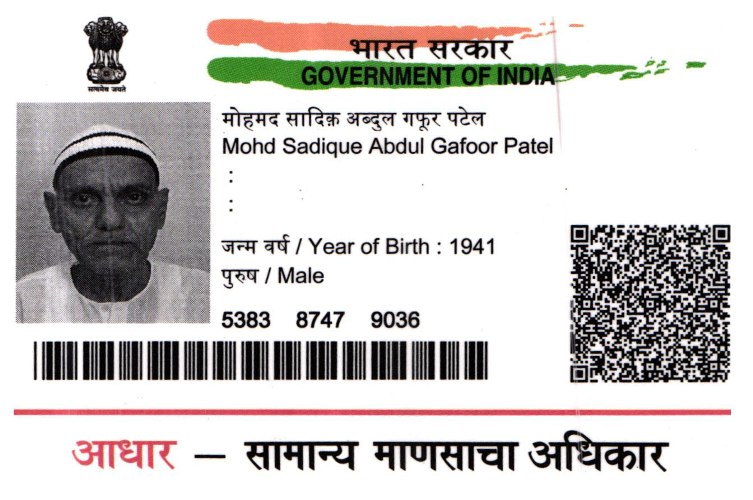 सत्यमेव जयते
भारत सरकार
GOVERNMENT OF INDIA
मोहमद सादिक़ अब्दुल गफूर पटेल
Mohd Sadique Abdul Gafoor Patel
:
:
जन्म वर्ष / Year of Birth : 1941
पुरुष / Male
5383 8747 9036
आधार – सामान्य माणसाचा अधिकार